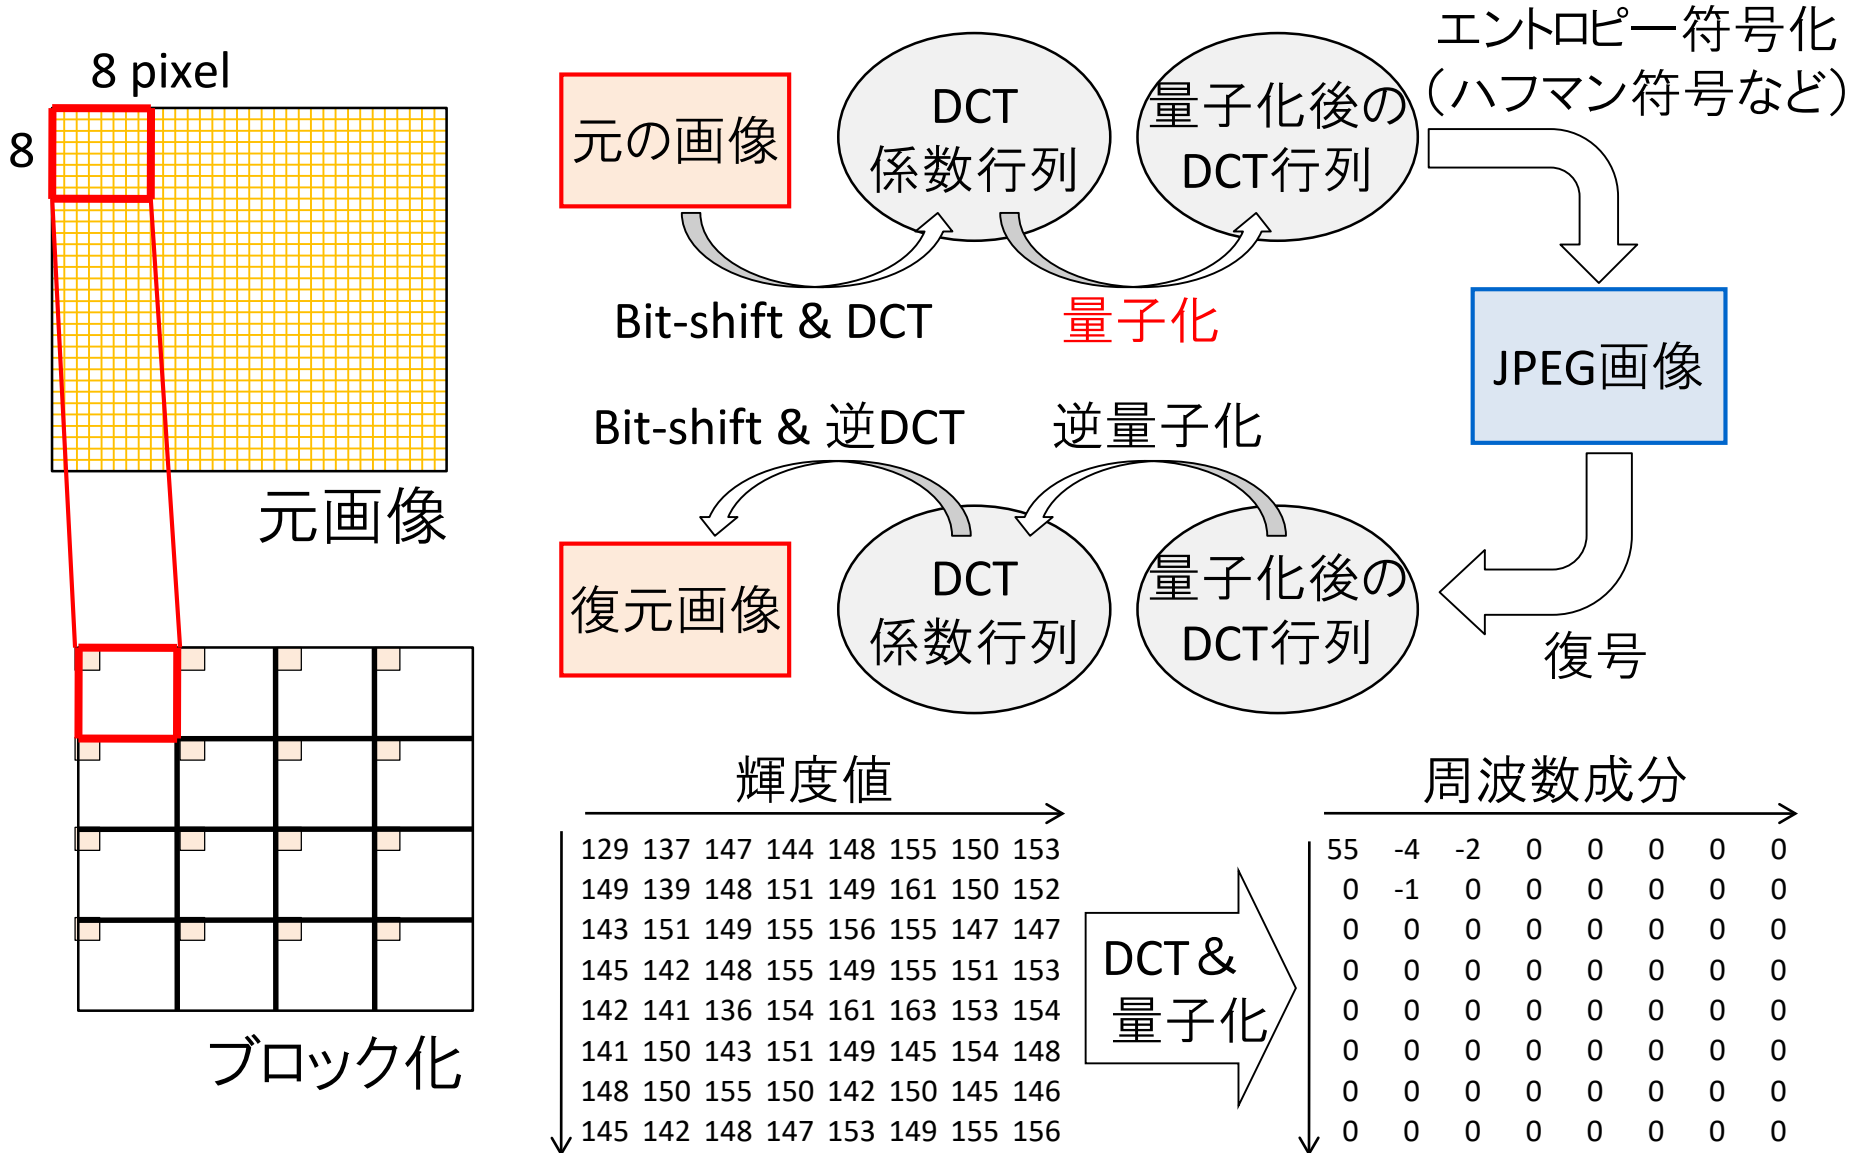 8 pixel
8
元画像
ブロック化
元の画像
DCT
係数行列
量子化後の
DCT行列
エントロピー符号化
（ハフマン符号など）
Bit-shift & DCT
量子化
JPEG画像
Bit-shift & 逆DCT
逆量子化
復元画像
DCT
係数行列
量子化後の
DCT行列
復号
輝度値
129 137 147 144 148 155 150 153
149 139 148 151 149 161 150 152
143 151 149 155 156 155 147 147
145 142 148 155 149 155 151 153
142 141 136 154 161 163 153 154
141 150 143 151 149 145 154 148
148 150 155 150 142 150 145 146
145 142 148 147 153 149 155 156
DCT＆
量子化
周波数成分
55 -4 -2 0 0 0 0 0
0 -1 0 0 0 0 0 0
0 0 0 0 0 0 0 0
0 0 0 0 0 0 0 0
0 0 0 0 0 0 0 0
0 0 0 0 0 0 0 0
0 0 0 0 0 0 0 0
0 0 0 0 0 0 0 0